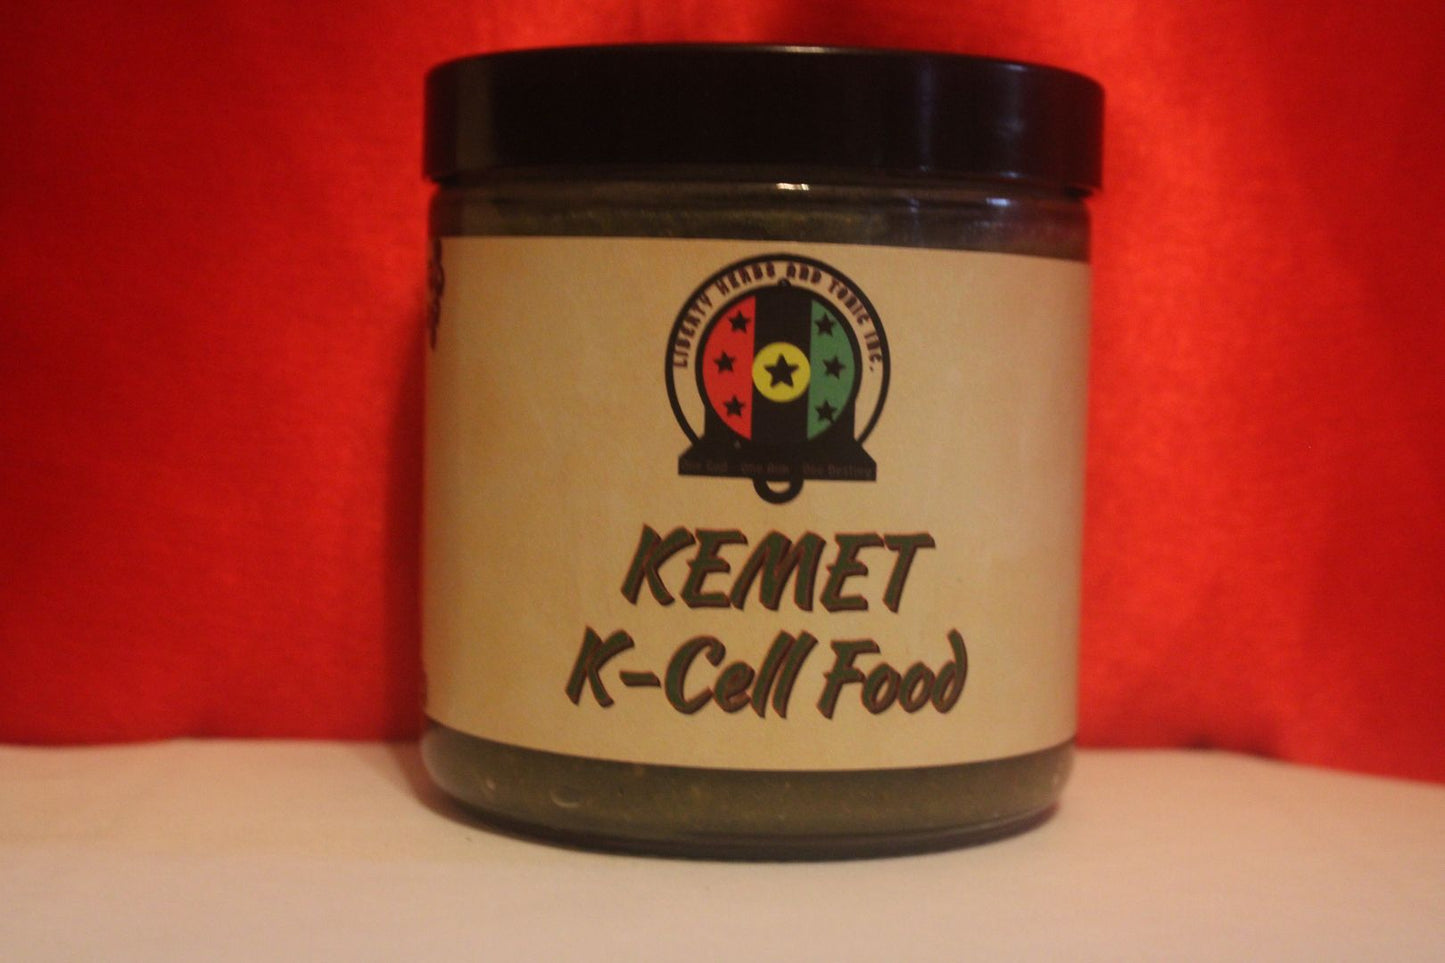 LIBERTY HERBS AND TONIC INC.
One God One Aim One Destiny
KEMET
K-Cell Food